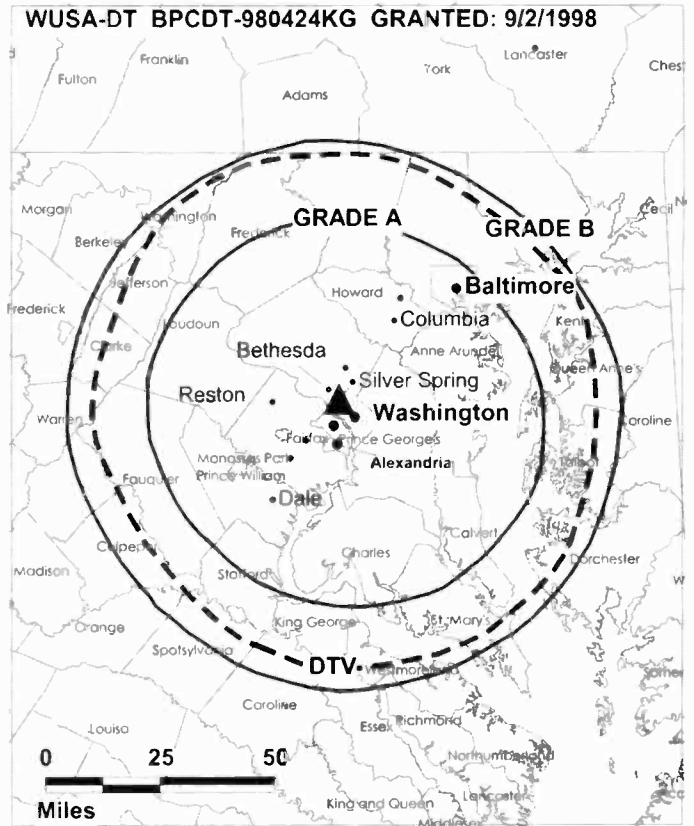 WUSA-DT BPCDT-980424KG GRANTED: 9/2/1998
Franklin
Lancaster
Fulton
York
Adams
GRADE A
GRADE B
Morgan
Washington
Cecil
Berkeley
Frederick
Jefferson
Baltimore
Howard
Frederick
Loudoun
Columbia
Kent
Clarke
Bethesda
Anne Arundel
Queen Anne's
Silver Spring
Reston
Washington
Warren
Caroline
Fairfax
Prince George's
Manassas Park
Alexandria
Talbot
Prince William
Fauquier
Dale
Culpeper
Calvert
Charles
Dorchester
Madison
Stafford
King George
St. Mary's
Orange
Spotsylvania
DTV
Westmoreland
Caroline
Essex
Richmond
Louisa
Northumberland
0 25 50
Lancaster
Miles
King and Queen